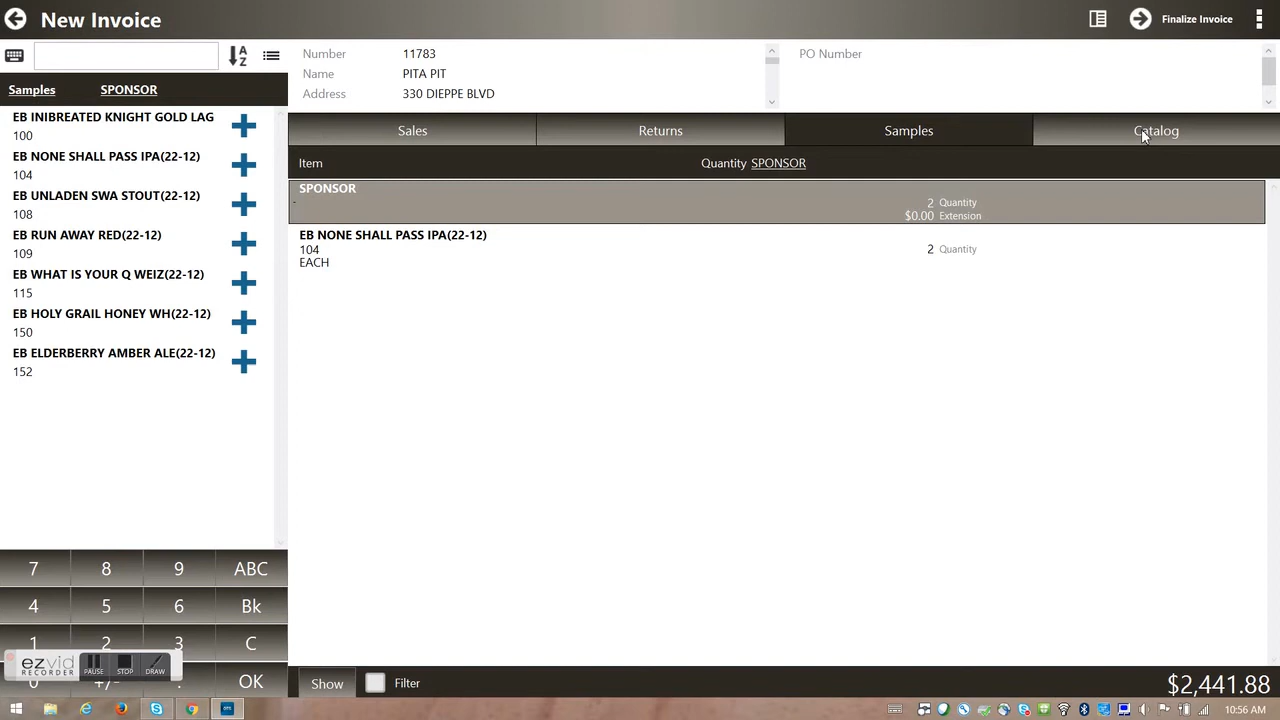 New Invoice
Finalize Invoice
A
Z
Number 11783
Name PITA PIT
Address 330 DIEPPE BLVD
PO Number
Samples SPONSOR
Sales Returns Samples Catalog
Item Quantity SPONSOR
EB INIBREATED KNIGHT GOLD LAG
100
EB NONE SHALL PASS IPA(22-12)
104
EB UNLADEN SWA STOUT(22-12)
108
EB RUN AWAY RED(22-12)
109
EB WHAT IS YOUR Q WEIZ(22-12)
115
EB HOLY GRAIL HONEY WH(22-12)
150
EB ELDERBERRY AMBER ALE(22-12)
152
SPONSOR
-
2 Quantity
$0.00 Extension
EB NONE SHALL PASS IPA(22-12)
104
2 Quantity
EACH
7 8 9 ABC
4 5 6 Bk
1 2 3 C
0 +/- . OK
ezvid
RECORDER
PAUSE STOP DRAW
Show Filter
$2,441.88
10:56 AM